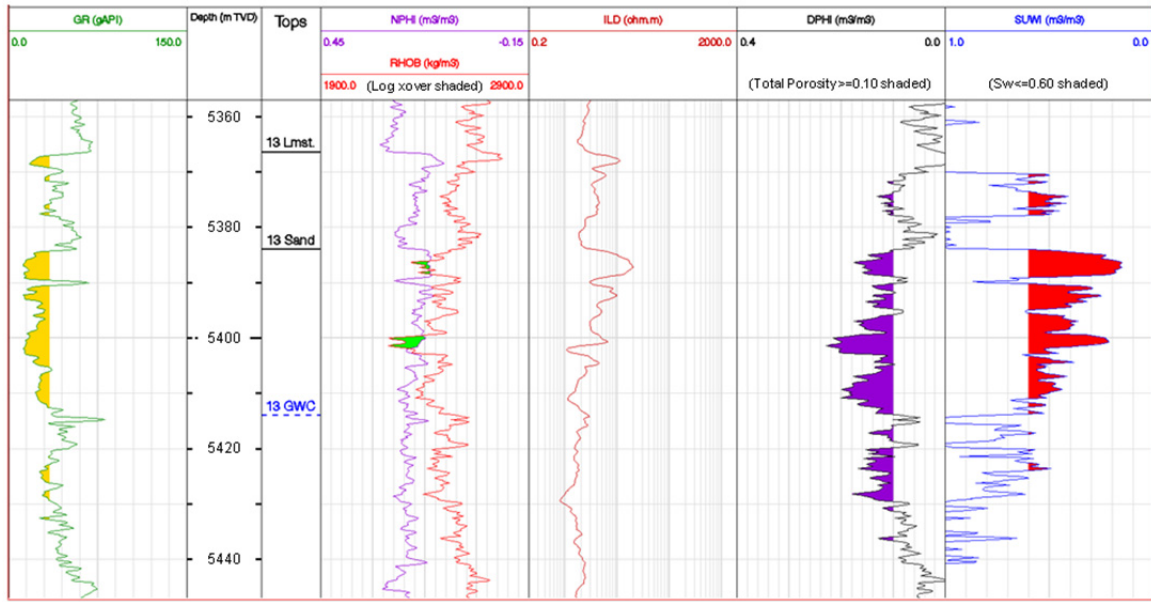 GR (gAPI) Depth (m TVD) Tops NPHI (m3/m3) ILD (ohm.m) DPHI (m3/m3) SUWI (m3/m3)
0.0 150.0 0.45 -0.15 0.2 2000.0 0.4 0.0 1.0 0.0
RHOB (kg/m3)
1900.0 (Log xover shaded) 2900.0 (Total Porosity>=0.10 shaded) (Sw<=0.60 shaded)
5360
13 Lmst.
5380
13 Sand
5400
13 GWC
5420
5440